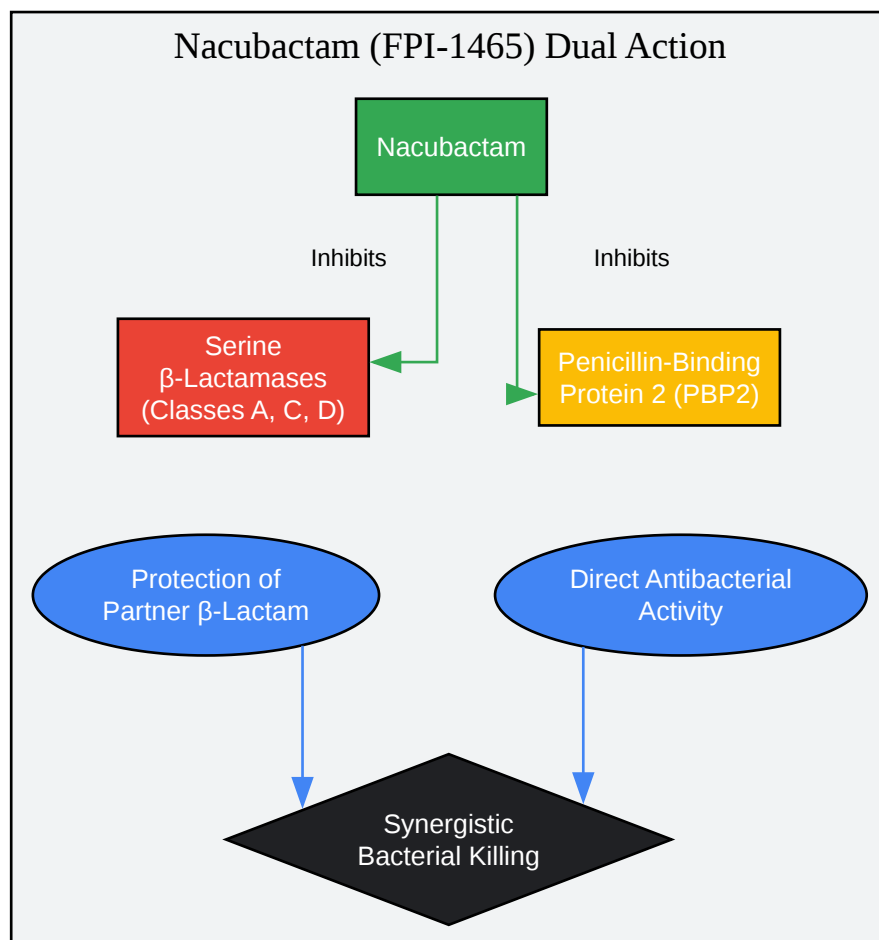 Nacubactam (FPI-1465) Dual Action
Nacubactam
Inhibits
Inhibits
Serine
β-Lactamases
(Classes A, C, D)
Penicillin-Binding
Protein 2 (PBP2)
Protection of
Partner β-Lactam
Direct Antibacterial
Activity
Synergistic
Bacterial Killing